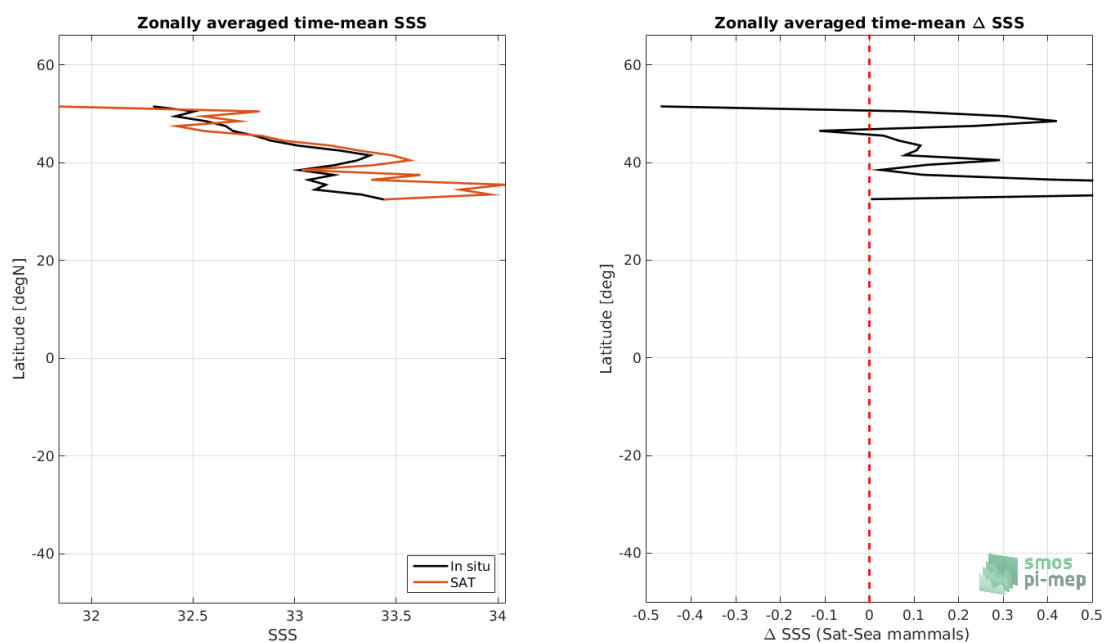 Zonally averaged time-mean SSS
60
40
20
0
-20
-40
Latitude [degN]
32
32.5
33
33.5
34
SSS
In situ
SAT
Zonally averaged time-mean Δ SSS
60
40
20
0
-20
-40
Latitude [deg]
-0.5
-0.4
-0.3
-0.2
-0.1
0
0.1
0.2
0.3
0.4
0.5
Δ SSS (Sat-Sea mammals)
smos
pi-mep